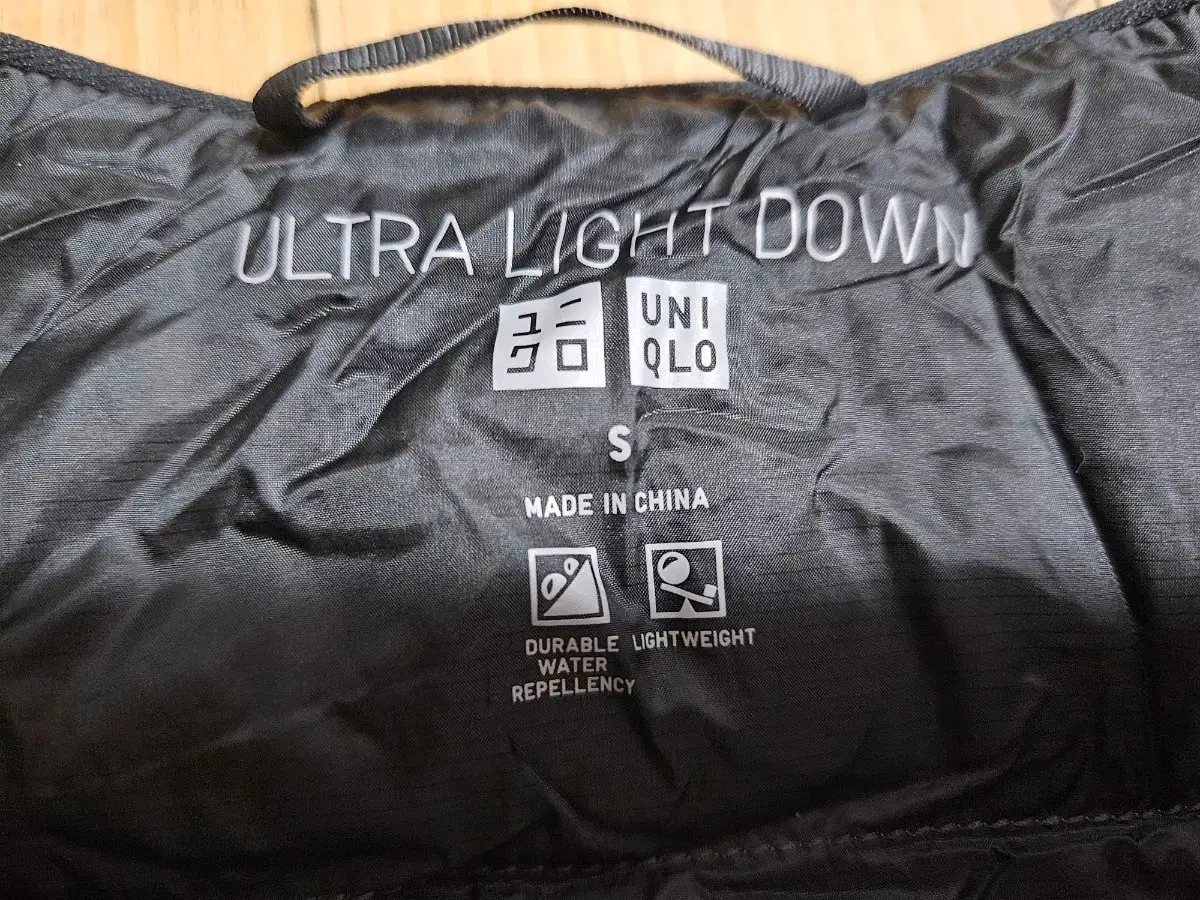 ULTRA LIGHT DOWN
ユニ UNI
クロ QLO
S
MADE IN CHINA
DURABLE LIGHTWEIGHT
WATER
REPELLENCY